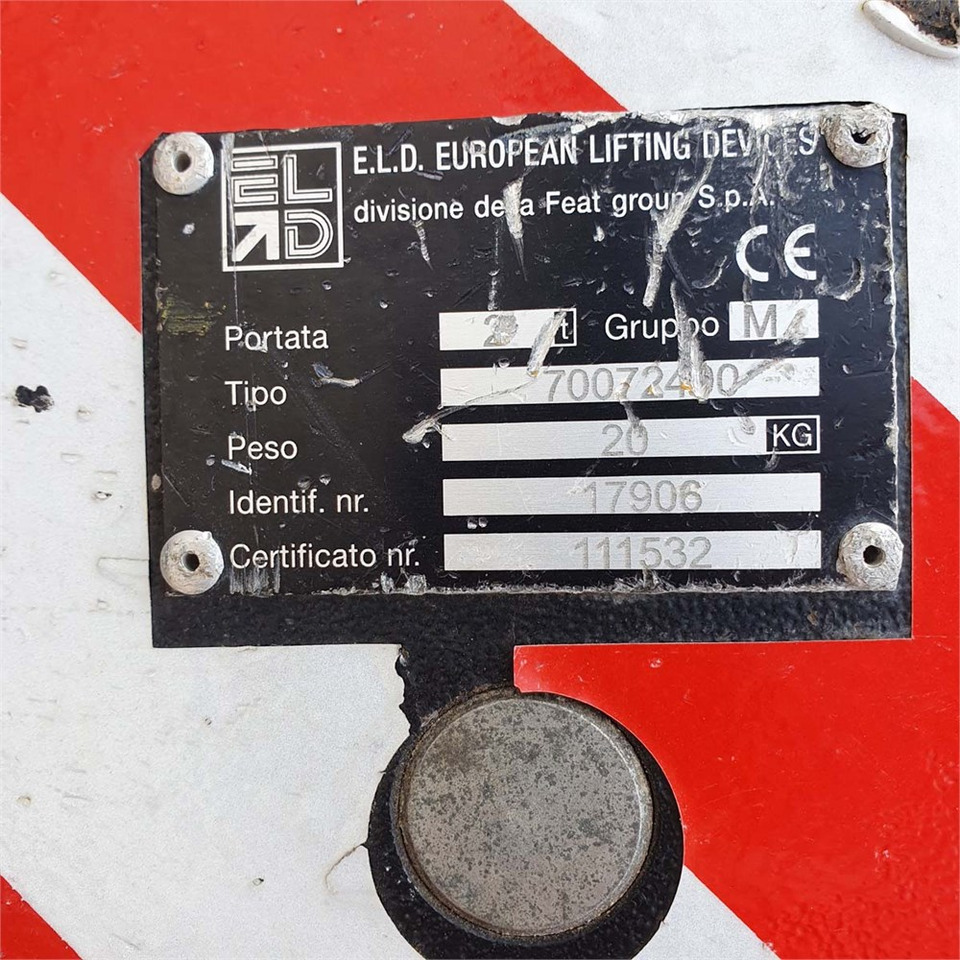 ELD
E.L.D. EUROPEAN LIFTING DEVICES
divisione della Feat group S.p.A.
CE
Portata t Gruppo
Tipo
Peso 20 KG
Identif. nr. 17906
Certificato nr. 111532